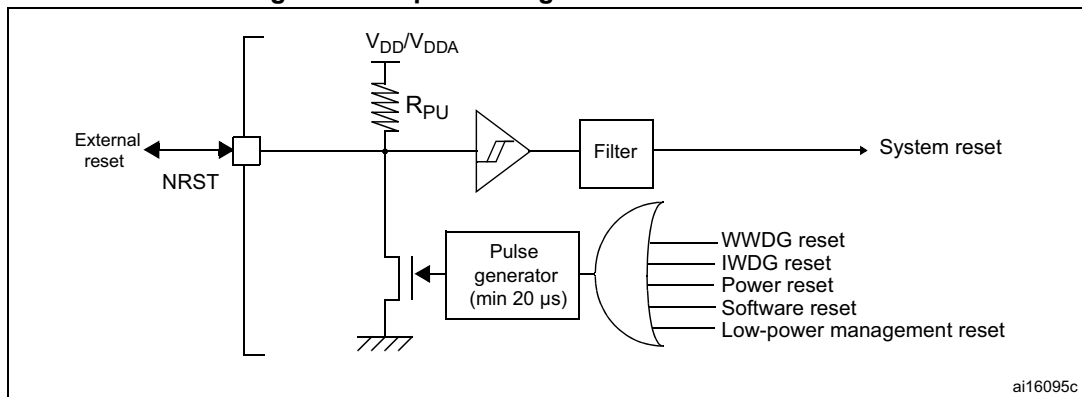 V_DD/V_DDA
R_PU
External
reset
NRST
Filter
System reset
Pulse
generator
(min 20 µs)
WWDG reset
IWDG reset
Power reset
Software reset
Low-power management reset
ai16095c